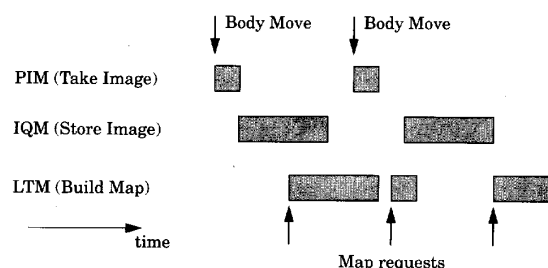 Body Move Body Move
PIM (Take Image)
IQM (Store Image)
LTM (Build Map)
time
Map requests